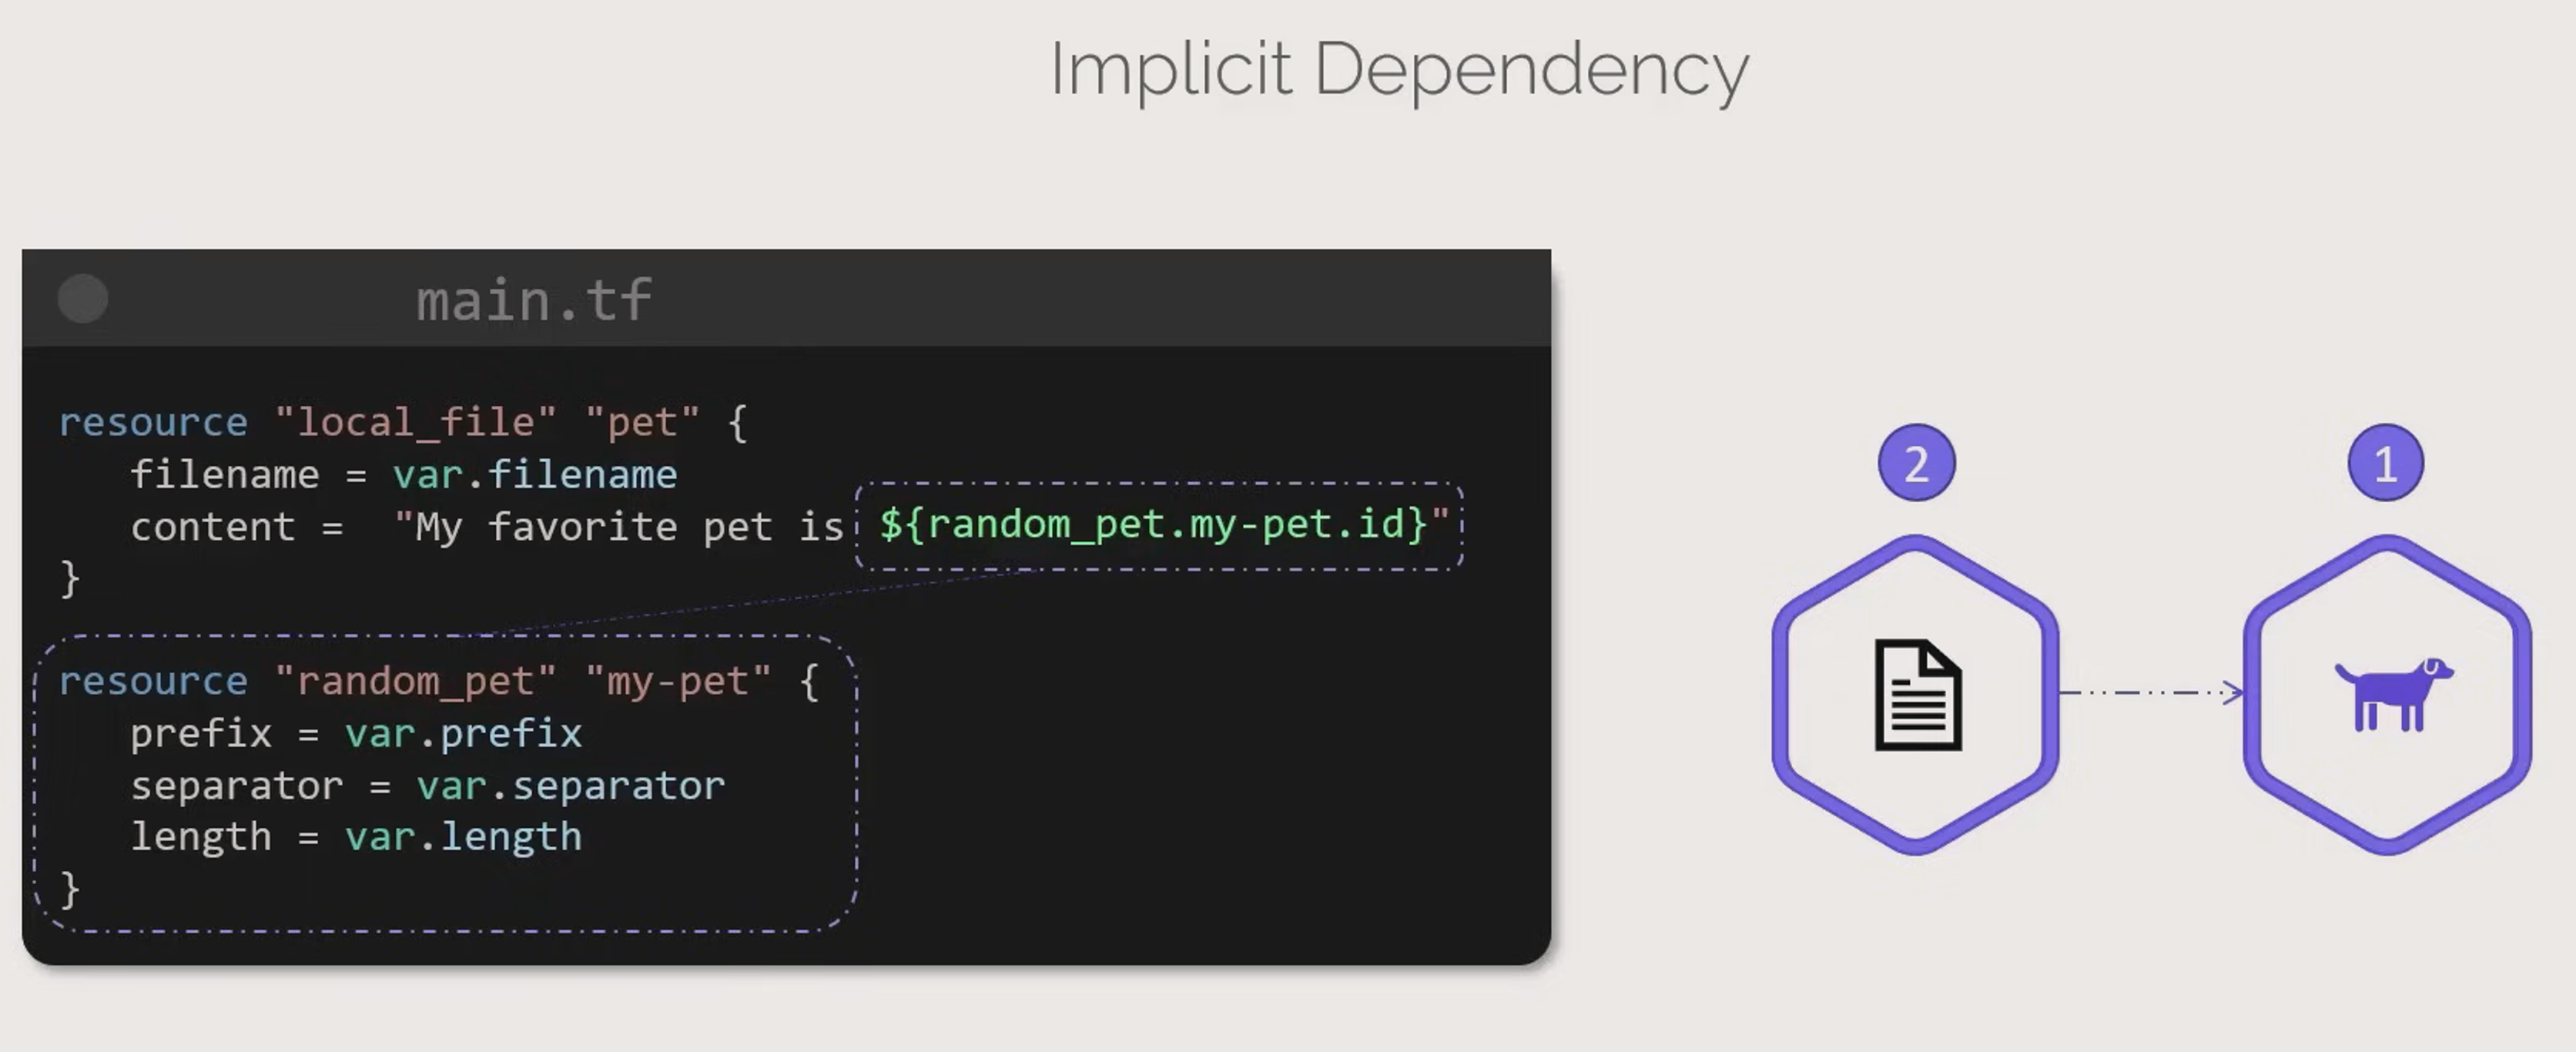 Implicit Dependency
main.tf
resource "local_file" "pet" {
filename = var.filename
content = "My favorite pet is ${random_pet.my-pet.id}"
}
resource "random_pet" "my-pet" {
prefix = var.prefix
separator = var.separator
length = var.length
}
2
1